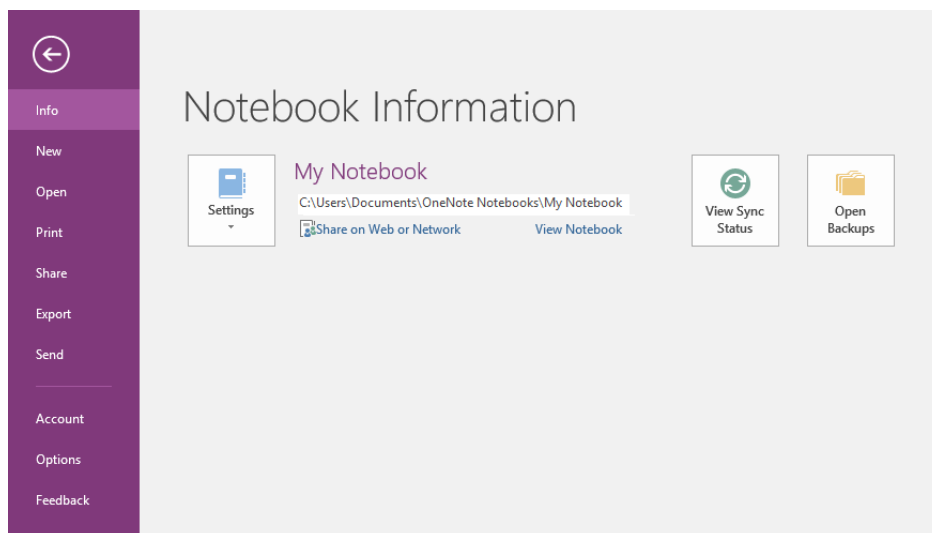 Info
New
Open
Print
Share
Export
Send
Account
Options
Feedback
Notebook Information
Settings
My Notebook
C:\Users\Documents\OneNote Notebooks\My Notebook
Share on Web or Network
View Notebook
View Sync
Status
Open
Backups